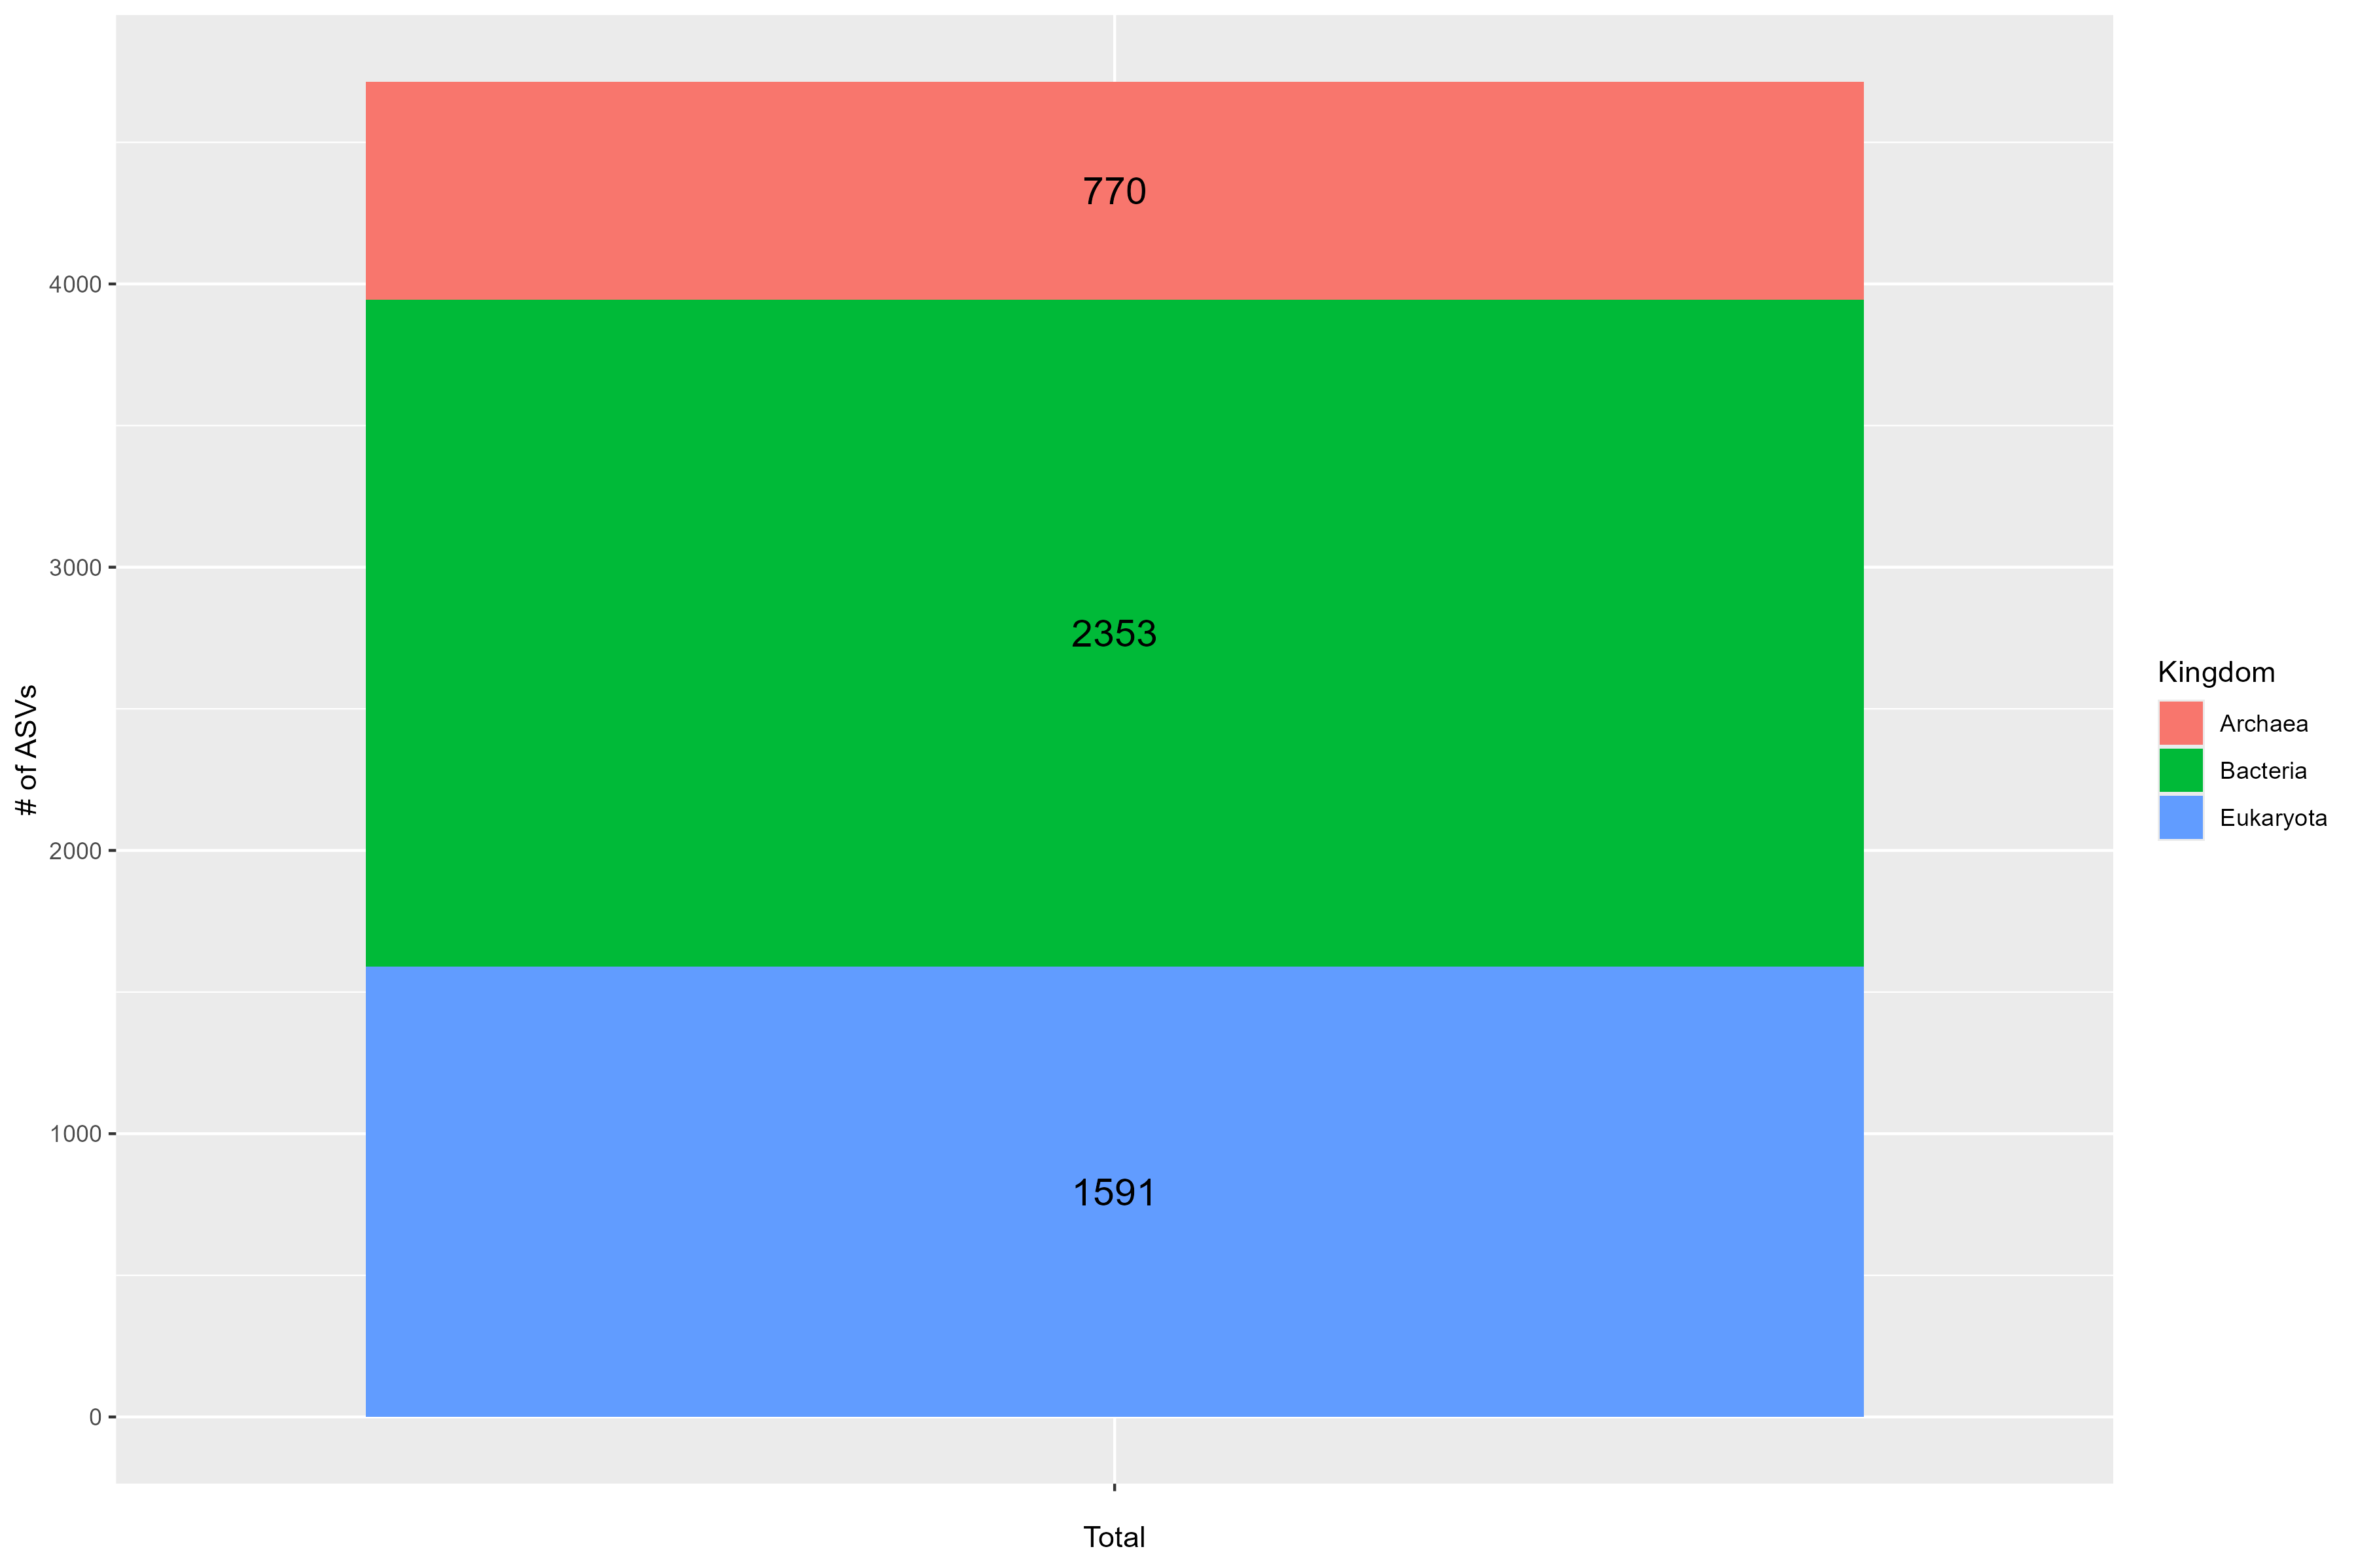 770
4000
3000
2353
Kingdom
Archaea
# of ASVs
Bacteria
Eukaryota
2000
1000
1591
0
Total